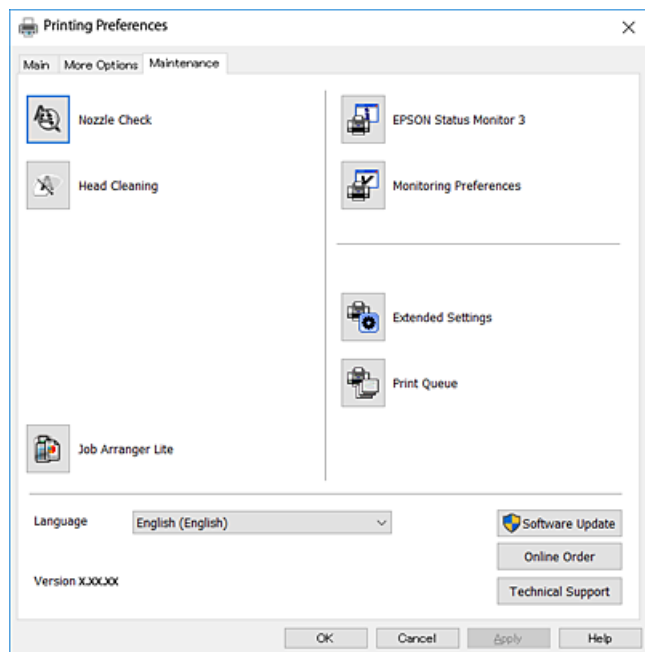 Printing Preferences
Main More Options Maintenance
Nozzle Check
Head Cleaning
Job Arranger Lite
EPSON Status Monitor 3
Monitoring Preferences
Extended Settings
Print Queue
Language English (English)
Version X.XX.XX
Software Update
Online Order
Technical Support
OK Cancel Apply Help